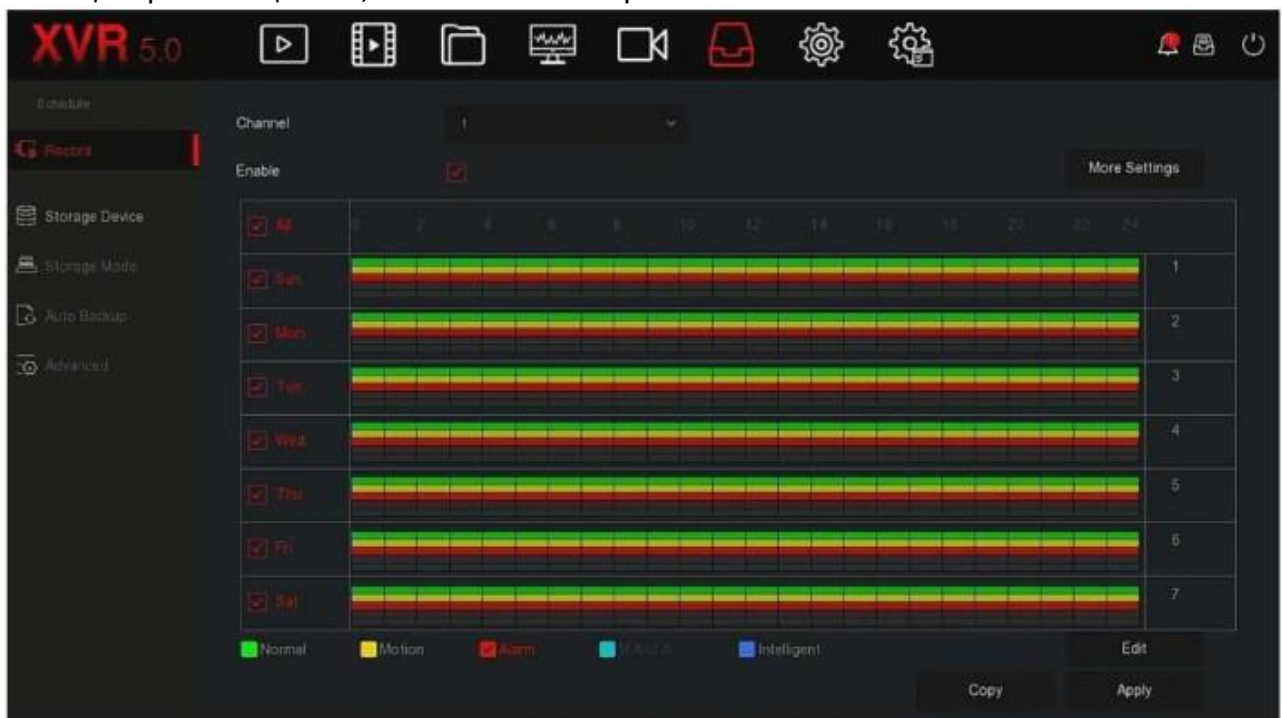 XVR 5.0
Schedule
Channel 1
Record
Enable
More Settings
Storage Device
All 0 2 4 6 8 10 12 14 16 18 20 22 24
Storage Mode
Sun 1
Auto Backup
Mon 2
Advanced
Tue 3
Wed 4
Thu 5
Fri 6
Sat 7
Normal Motion Alarm Intelligent
Edit
Copy Apply